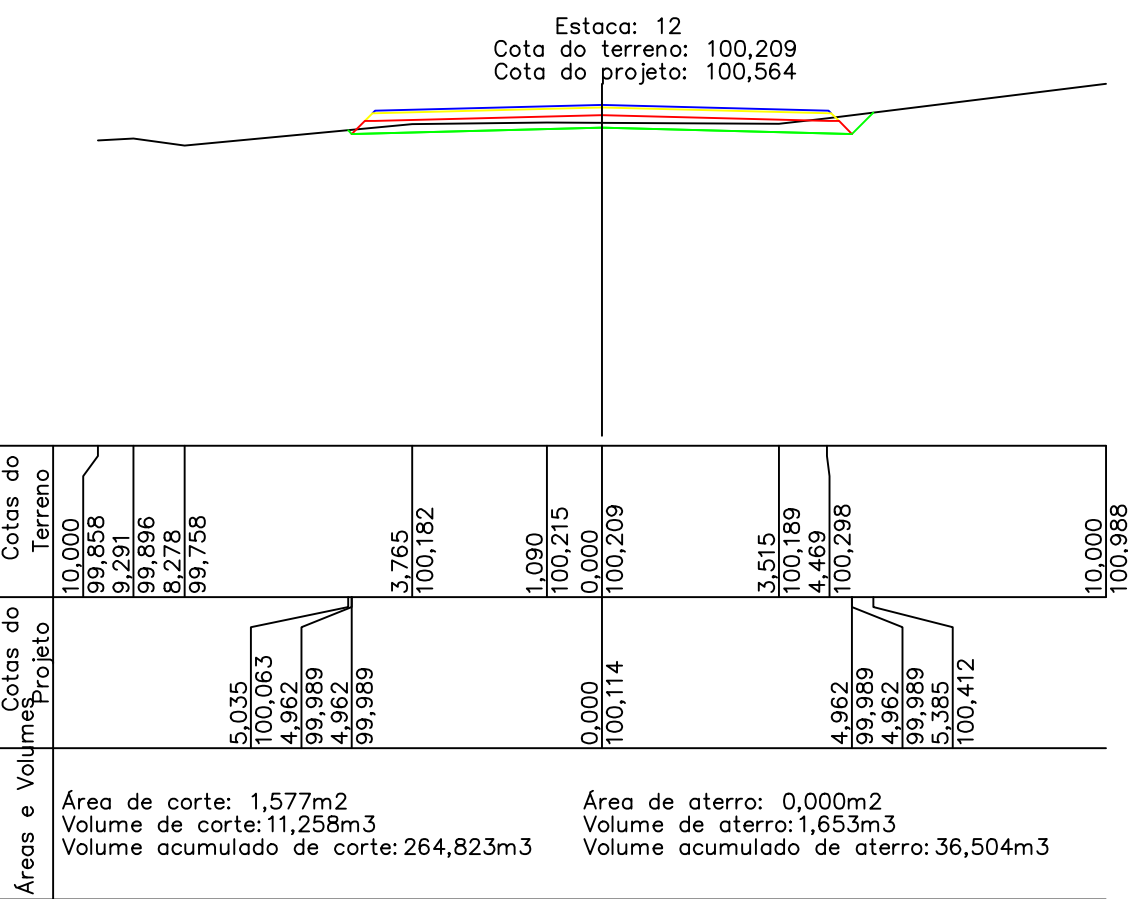 Estaca: 12
Cota do terreno: 100,209
Cota do projeto: 100,564
Cotas do
Terreno
10,000
99,858
9,291
99,896
8,278
99,758
3,765
100,182
1,090
100,215
0,000
100,209
3,515
100,189
4,469
100,298
10,000
100,988
Cotas do
Projeto
5,035
100,063
4,962
99,989
4,962
99,989
0,000
100,114
4,962
99,989
4,962
99,989
5,385
100,412
Áreas e Volumes
Área de corte: 1,577m2
Volume de corte: 11,258m3
Volume acumulado de corte: 264,823m3
Área de aterro: 0,000m2
Volume de aterro: 1,653m3
Volume acumulado de aterro: 36,504m3